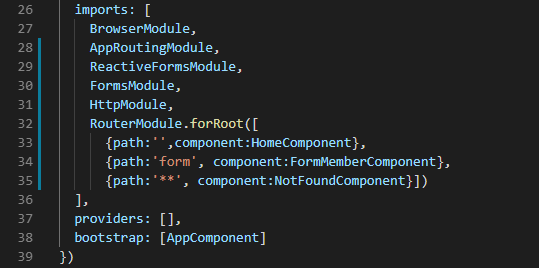 26 imports: [
27 BrowserModule,
28 AppRoutingModule,
29 ReactiveFormsModule,
30 FormsModule,
31 HttpModule,
32 RouterModule.forRoot([
33 {path:'',component:HomeComponent},
34 {path:'form', component:FormMemberComponent},
35 {path:'**', component:NotFoundComponent}])
36 ],
37 providers: [],
38 bootstrap: [AppComponent]
39 })